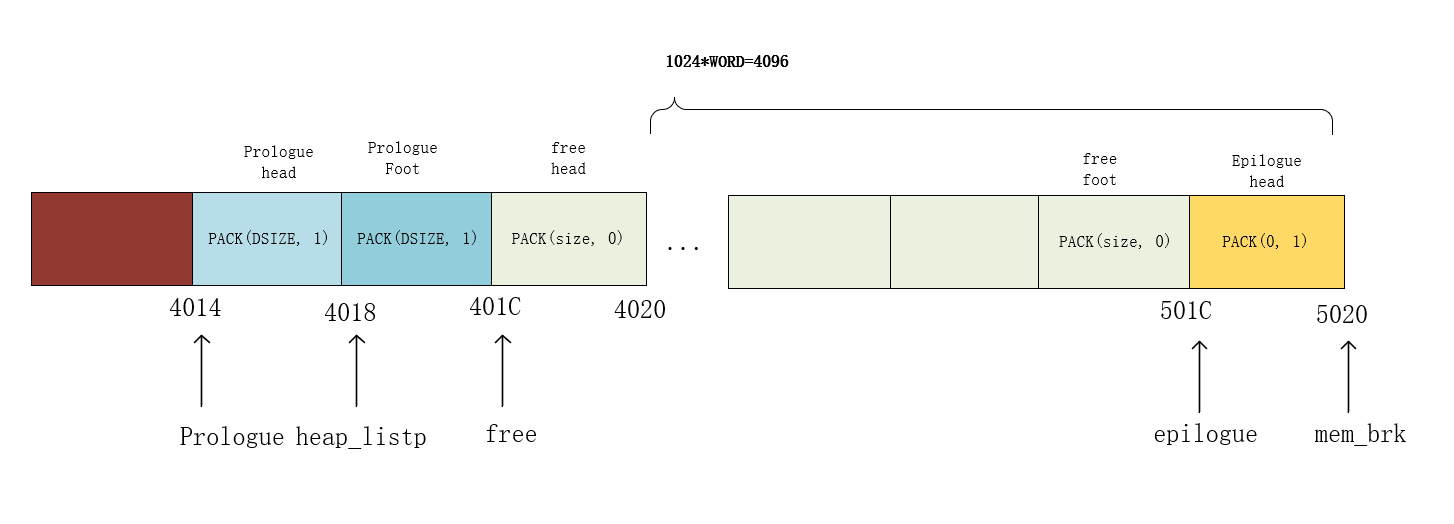 1024*WORD=4096
Prologue
head
Prologue
Foot
free
head
free
foot
Epilogue
head
PACK(DSIZE, 1)
PACK(DSIZE, 1)
PACK(size, 0)
...
PACK(size, 0)
PACK(0, 1)
4014
4018
401C
4020
501C
5020
Prologue
heap_listp
free
epilogue
mem_brk